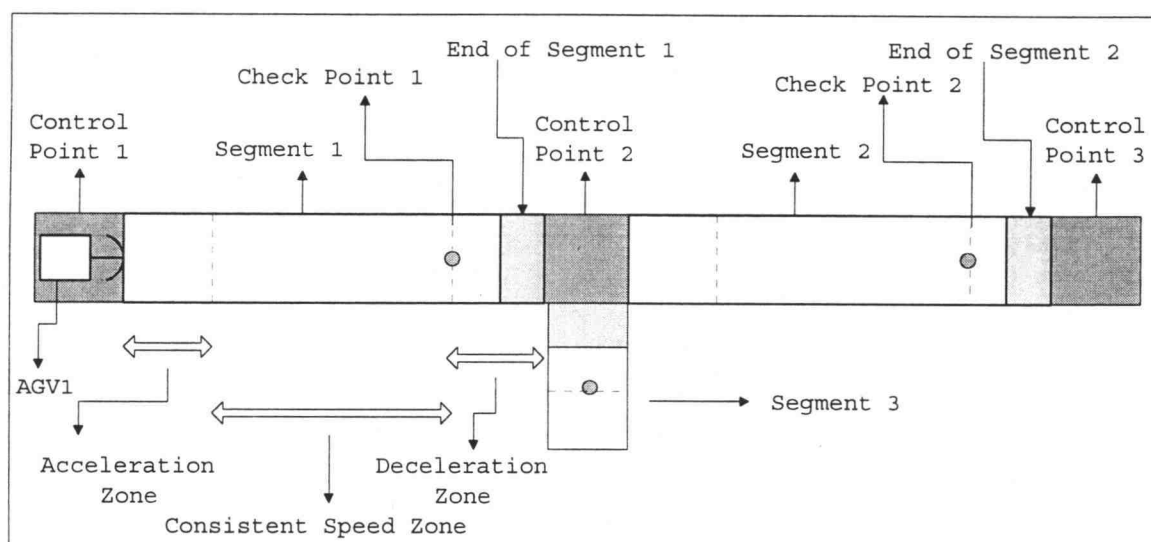 End of Segment 1
End of Segment 2
Check Point 1
Check Point 2
Control
Point 1
Segment 1
Control
Point 2
Segment 2
Control
Point 3
AGV1
Segment 3
Acceleration
Zone
Deceleration
Zone
Consistent Speed Zone